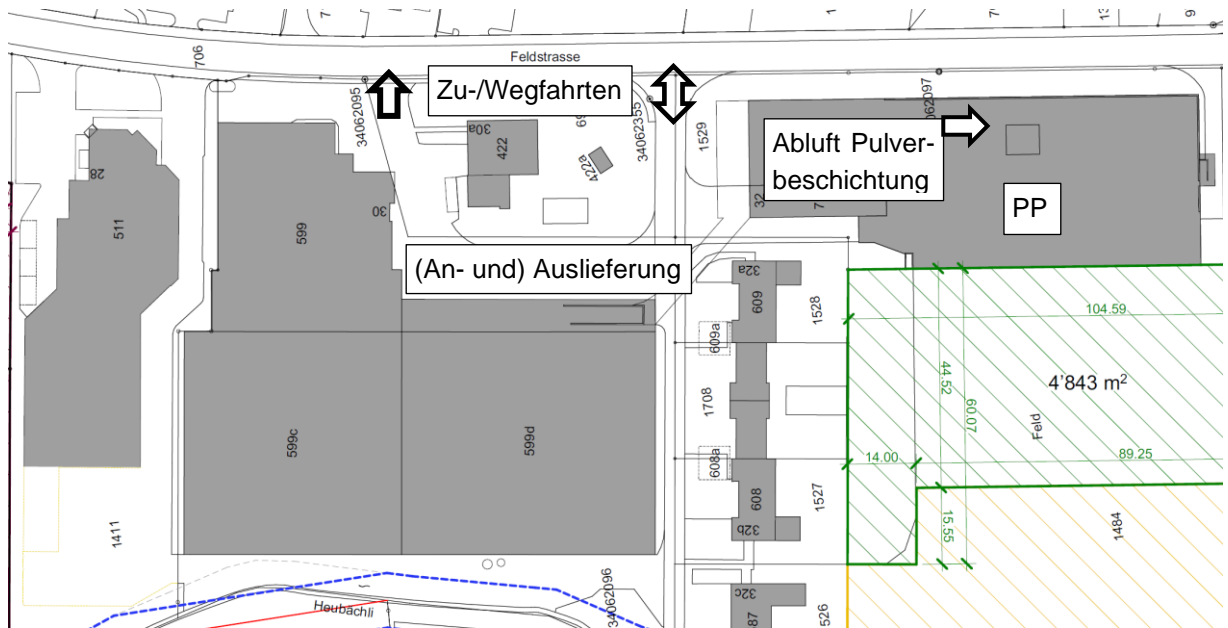 706
Feldstrasse
34062095
Zu-/Wegfahrten
34062355
34062097
1529
Abluft Pulver-
beschichtung
PP
28
511
599
30
30a
422
422a
(An- und) Auslieferung
32a
609
609a
1528
1708
608a
608
32b
1527
599c
599d
1411
104.59
44.52
60.07
4'843 m²
Feld
14.00
89.25
15.55
1484
Heubächli
34062096
32c